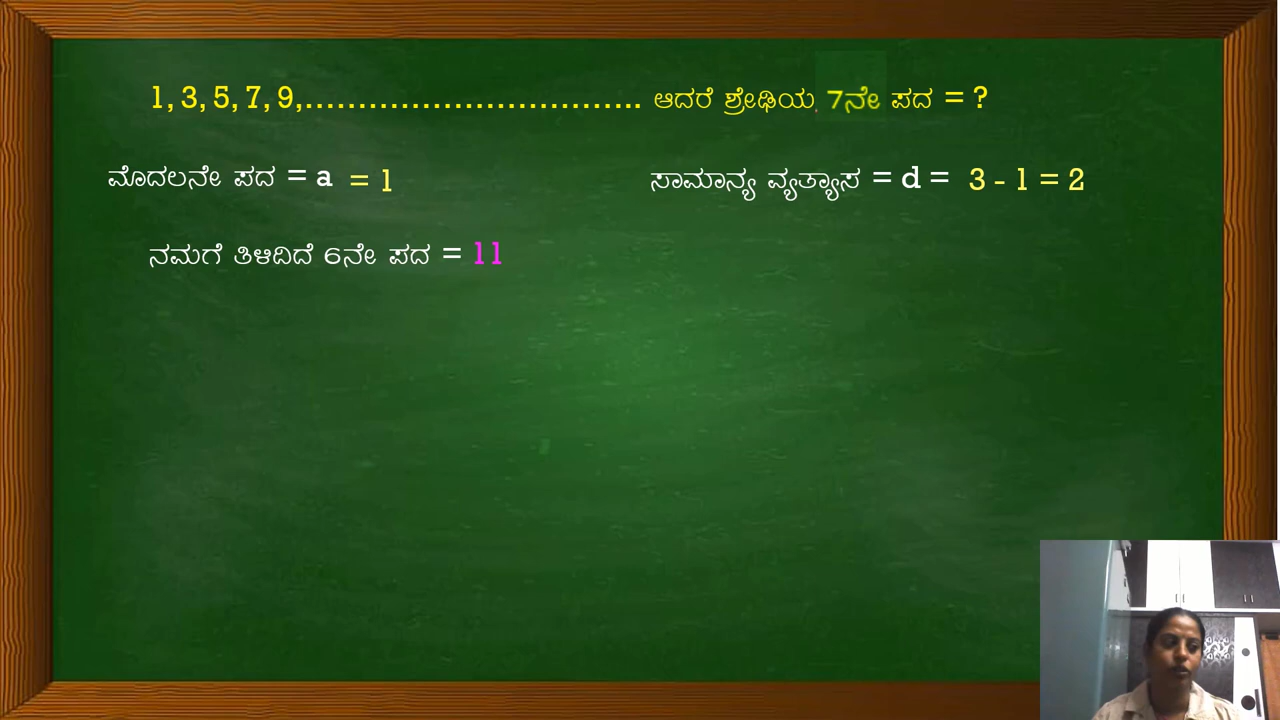 1, 3, 5, 7, 9,................................ ಆದರೆ ಶ್ರೇಢಿಯ 7ನೇ ಪದ = ?
ಮೊದಲನೇ ಪದ = a = 1 ಸಾಮಾನ್ಯ ವ್ಯತ್ಯಾಸ = d = 3 - 1 = 2
ನಮಗೆ ತಿಳಿದಿದೆ 6ನೇ ಪದ = 11